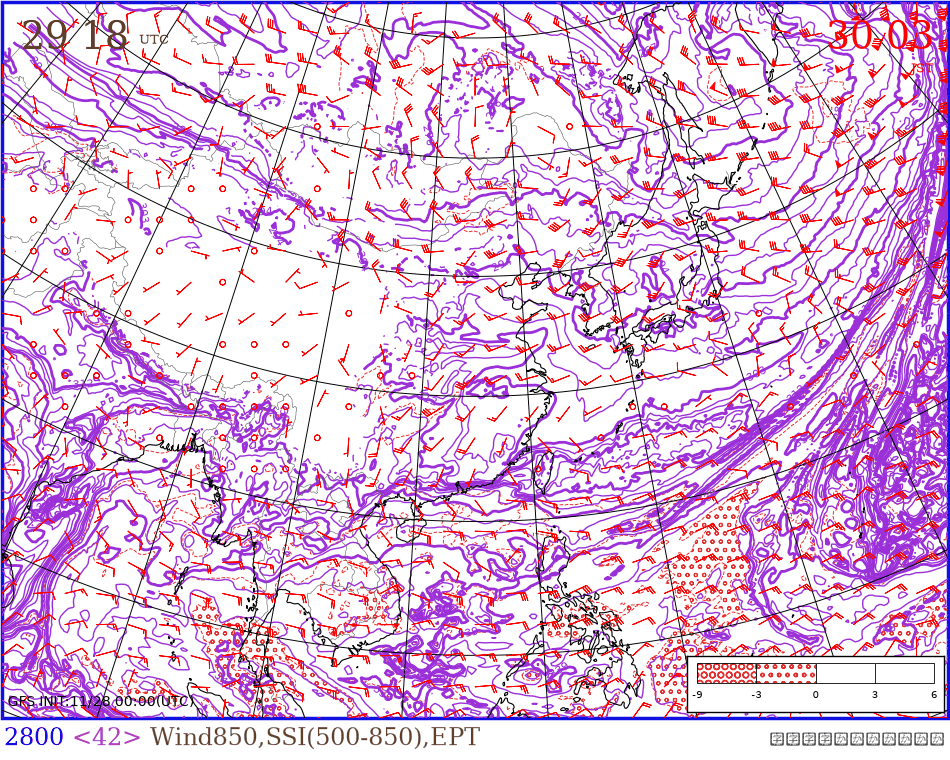 29 18 UTC
30.03
GFS INIT:11/28 00:00(UTC)
-9 -3 0 3 6
2800 <42> Wind850,SSI(500-850),EPT